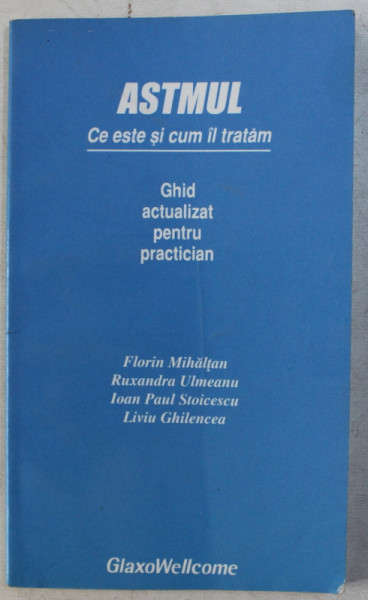 ASTMUL
Ce este și cum îl tratăm
Ghid
actualizat
pentru
practician
Florin Mihălțan
Ruxandra Ulmeanu
Ioan Paul Stoicescu
Liviu Ghilencea
GlaxoWellcome